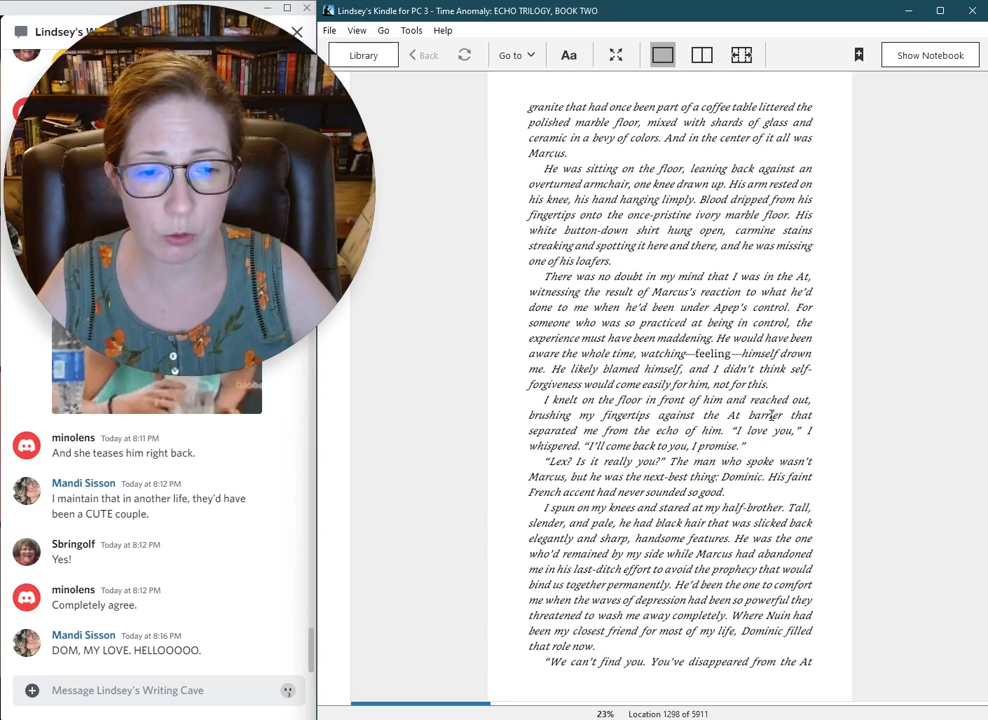 Lindsey's W
minolens Today at 8:11 PM
And she teases him right back.
Mandi Sisson Today at 8:12 PM
I maintain that in another life, they'd have
been a CUTE couple.
Sbringolf Today at 8:12 PM
Yes!
minolens Today at 8:12 PM
Completely agree.
Mandi Sisson Today at 8:16 PM
DOM, MY LOVE. HELLOOOOO.
Message Lindsey's Writing Cave
Lindsey's Kindle for PC 3 - Time Anomaly: ECHO TRILOGY, BOOK TWO
File View Go Tools Help
Library Back Go to Aa Show Notebook
granite that had once been part of a coffee table littered the
polished marble floor, mixed with shards of glass and
ceramic in a bevy of colors. And in the center of it all was
Marcus.
He was sitting on the floor, leaning back against an
overturned armchair, one knee drawn up. His arm rested on
his knee, his hand hanging limply. Blood dripped from his
fingertips onto the once-pristine ivory marble floor. His
white button-down shirt hung open, carmine stains
streaking and spotting it here and there, and he was missing
one of his loafers.
There was no doubt in my mind that I was in the At,
witnessing the result of Marcus's reaction to what he'd
done to me when he'd been under Apep's control. For
someone who was so practiced at being in control, the
experience must have been maddening. He would have been
aware the whole time, watching—feeling—himself drown
me. He likely blamed himself, and I didn't think self-
forgiveness would come easily for him, not for this.
I knelt on the floor in front of him and reached out,
brushing my fingertips against the At barrier that
separated me from the echo of him. “I love you,” I
whispered. “I'll come back to you, I promise.”
“Lex? Is it really you?” The man who spoke wasn't
Marcus, but he was the next-best thing: Dominic. His faint
French accent had never sounded so good.
I spun on my knees and stared at my half-brother. Tall,
slender, and pale, he had black hair that was slicked back
elegantly and sharp, handsome features. He was the one
who'd remained by my side while Marcus had abandoned
me in his last-ditch effort to avoid the prophecy that would
bind us together permanently. He'd been the one to comfort
me when the waves of depression had been so powerful they
threatened to wash me away completely. Where Nuin had
been my closest friend for most of my life, Dominic filled
that role now.
“We can't find you. You've disappeared from the At
23% Location 1298 of 5911